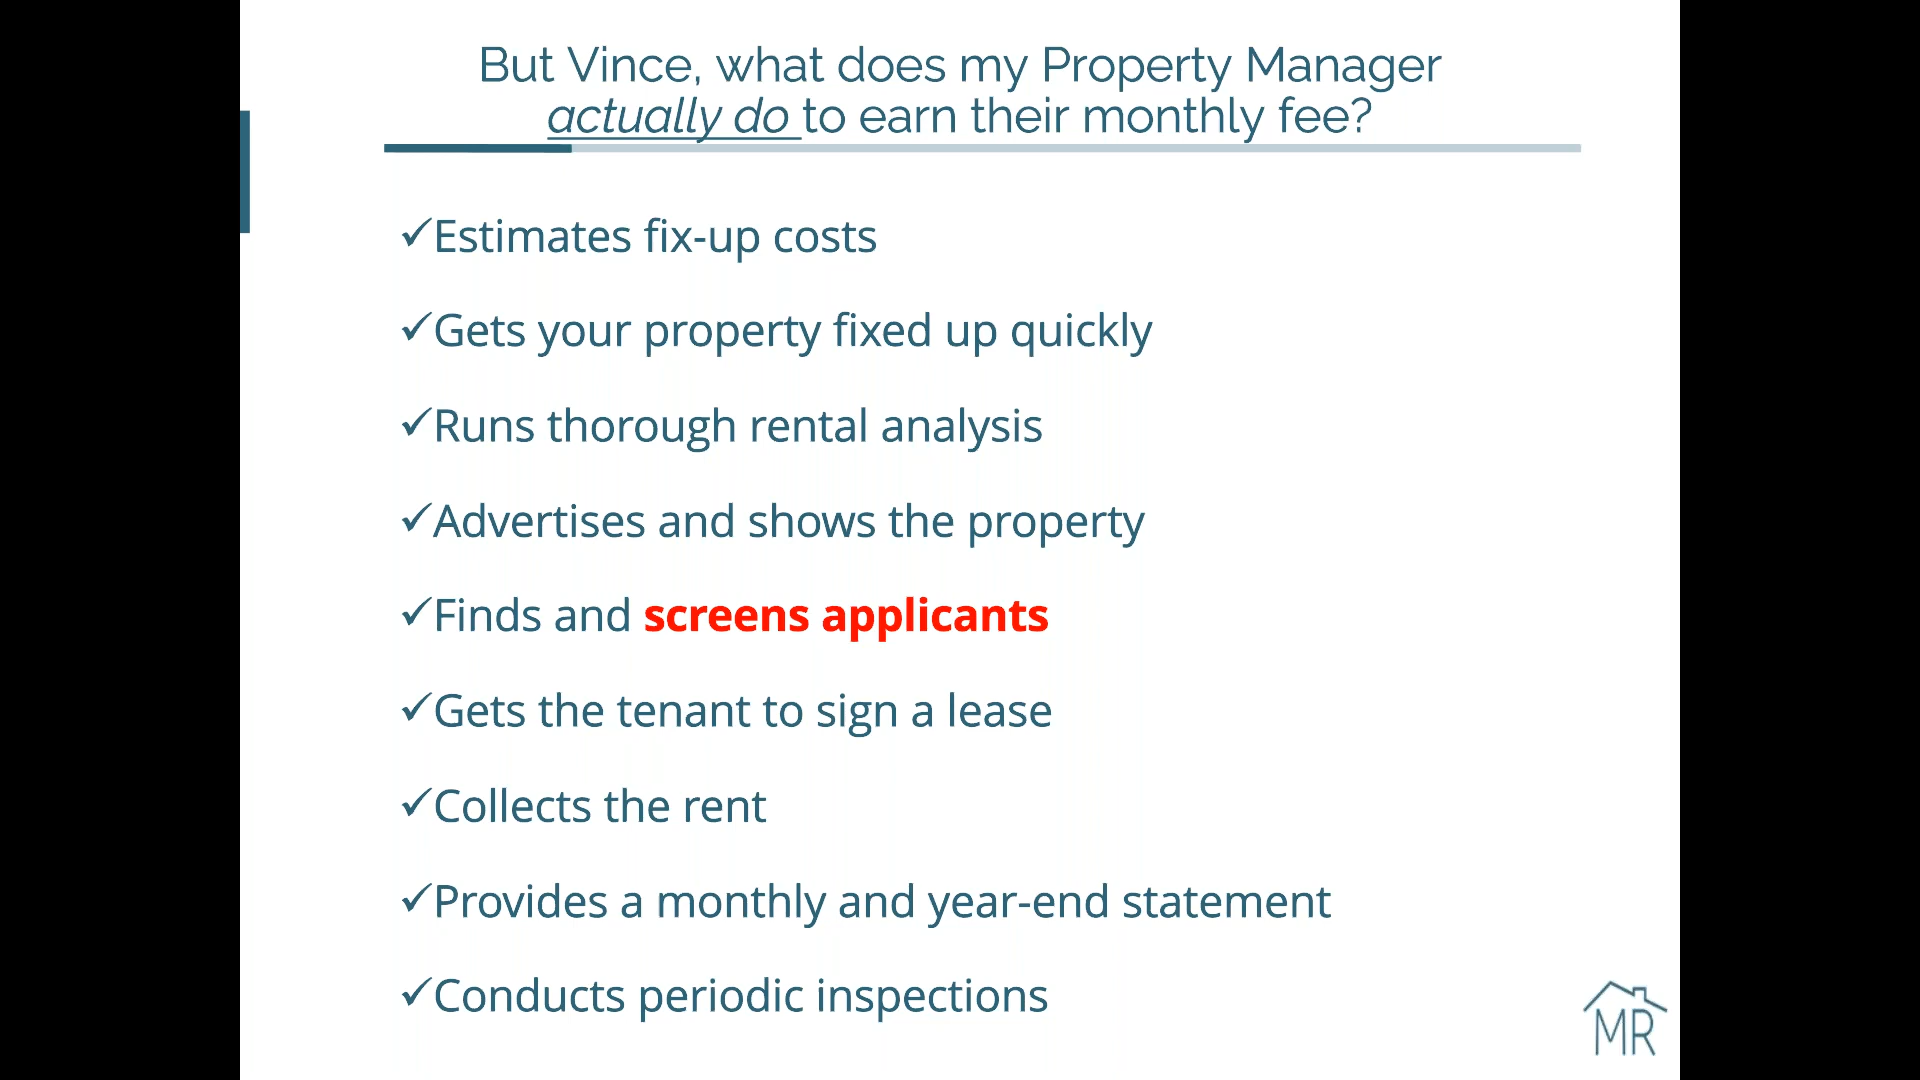 But Vince, what does my Property Manager
actually do to earn their monthly fee?
✓Estimates fix-up costs
✓Gets your property fixed up quickly
✓Runs thorough rental analysis
✓Advertises and shows the property
✓Finds and screens applicants
✓Gets the tenant to sign a lease
✓Collects the rent
✓Provides a monthly and year-end statement
✓Conducts periodic inspections
MR